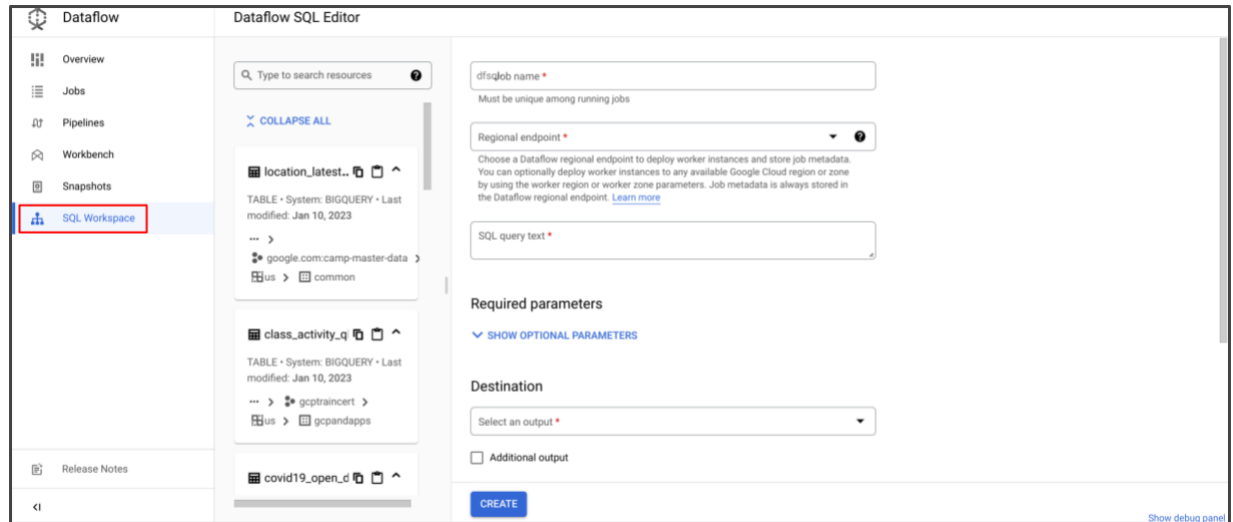 Dataflow
Dataflow SQL Editor
Overview
Jobs
Pipelines
Workbench
Snapshots
SQL Workspace
Release Notes
Type to search resources
COLLAPSE ALL
location_latest..
TABLE • System: BIGQUERY • Last
modified: Jan 10, 2023
... >
google.com:camp-master-data >
us > common
class_activity_q
TABLE • System: BIGQUERY • Last
modified: Jan 10, 2023
... > gcptraincert >
us > gcpandapps
covid19_open_d
Job name *
Must be unique among running jobs
Regional endpoint *
Choose a Dataflow regional endpoint to deploy worker instances and store job metadata.
You can optionally deploy worker instances to any available Google Cloud region or zone
by using the worker region or worker zone parameters. Job metadata is always stored in
the Dataflow regional endpoint. Learn more
SQL query text *
Required parameters
SHOW OPTIONAL PARAMETERS
Destination
Select an output *
Additional output
CREATE
Show debug panel